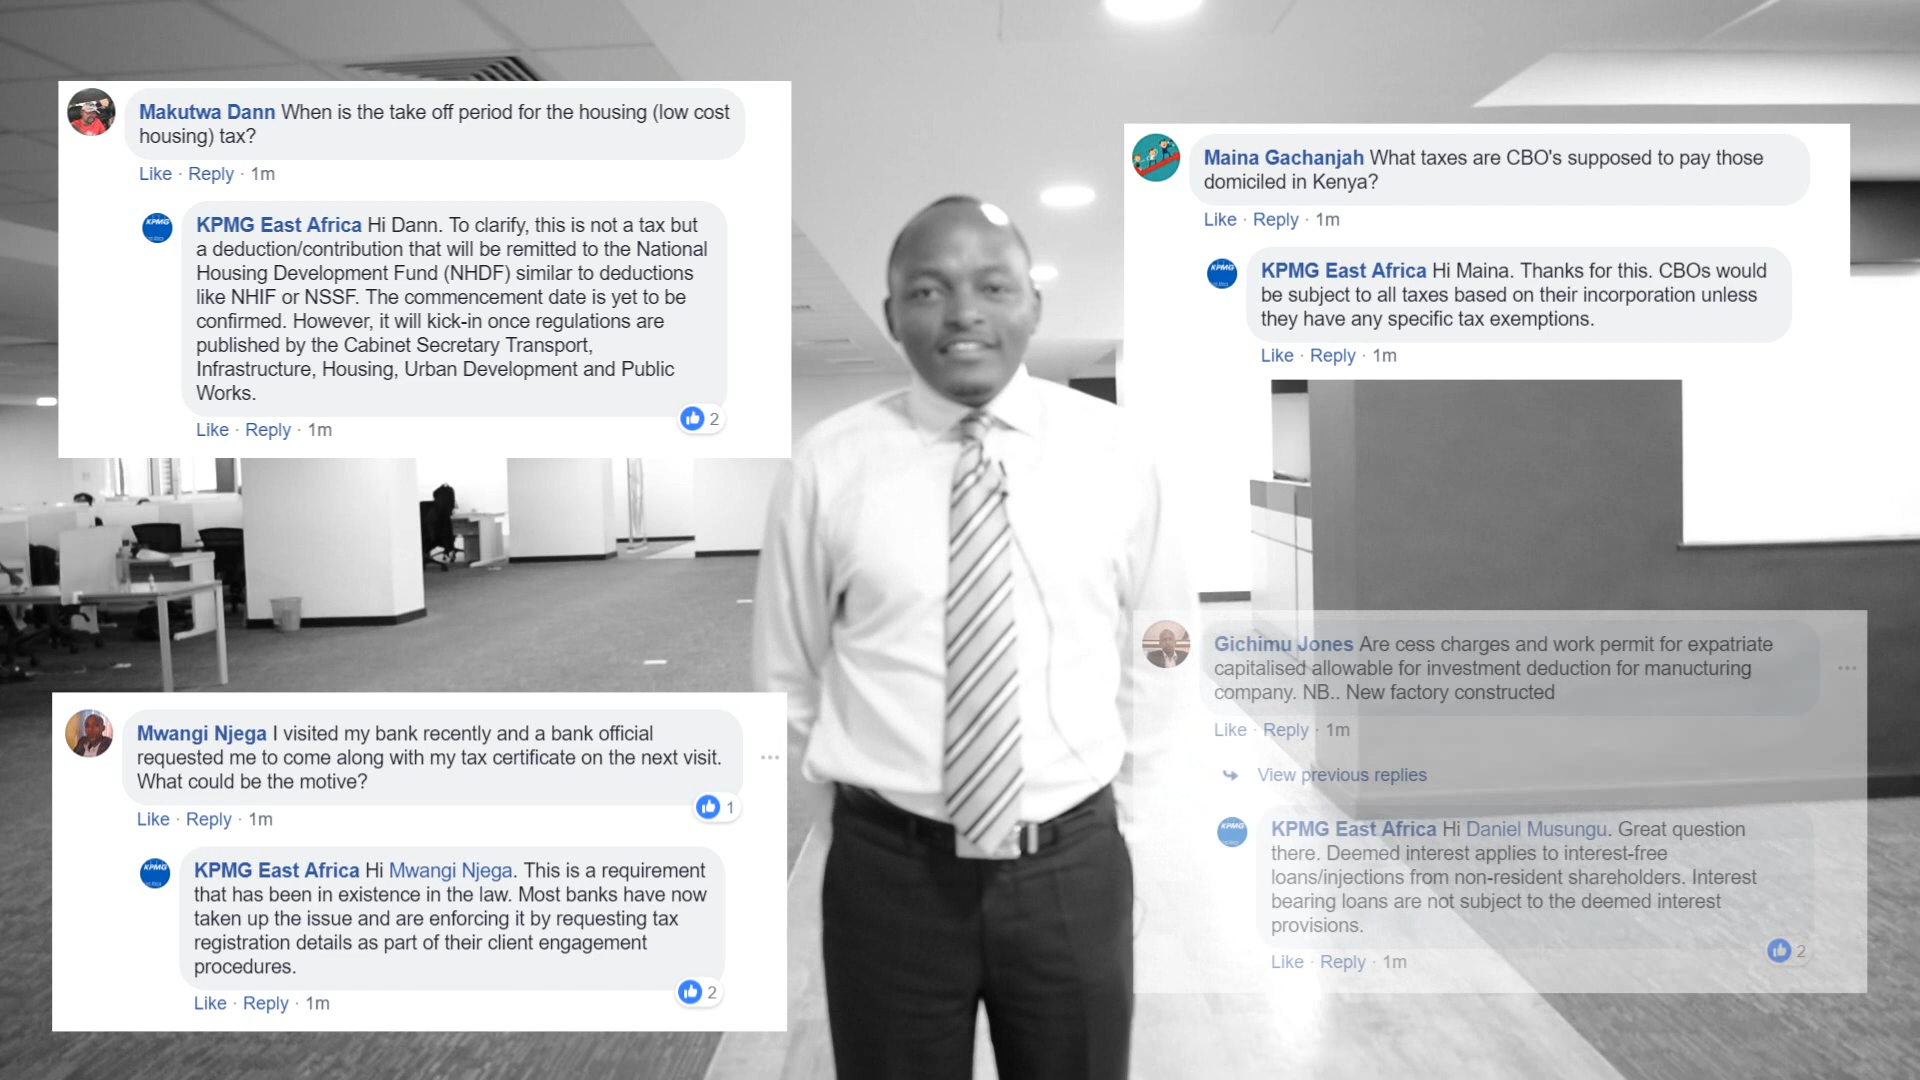 Makutwa Dann When is the take off period for the housing (low cost
housing) tax?
Like · Reply · 1m
KPMG
KPMG East Africa Hi Dann. To clarify, this is not a tax but
a deduction/contribution that will be remitted to the National
Housing Development Fund (NHDF) similar to deductions
like NHIF or NSSF. The commencement date is yet to be
confirmed. However, it will kick-in once regulations are
published by the Cabinet Secretary Transport,
Infrastructure, Housing, Urban Development and Public
Works.
2
Like · Reply · 1m
Maina Gachanjah What taxes are CBO's supposed to pay those
domiciled in Kenya?
Like · Reply · 1m
KPMG
KPMG East Africa Hi Maina. Thanks for this. CBOs would
be subject to all taxes based on their incorporation unless
they have any specific tax exemptions.
Like · Reply · 1m
Mwangi Njega I visited my bank recently and a bank official
requested me to come along with my tax certificate on the next visit.
What could be the motive?
1
Like · Reply · 1m
KPMG
KPMG East Africa Hi Mwangi Njega. This is a requirement
that has been in existence in the law. Most banks have now
taken up the issue and are enforcing it by requesting tax
registration details as part of their client engagement
procedures.
2
Like · Reply · 1m
Gichimu Jones Are cess charges and work permit for expatriate
capitalised allowable for investment deduction for manucturing
company. NB.. New factory constructed
Like · Reply · 1m
View previous replies
KPMG
KPMG East Africa Hi Daniel Musungu. Great question
there. Deemed interest applies to interest-free
loans/injections from non-resident shareholders. Interest
bearing loans are not subject to the deemed interest
provisions.
2
Like · Reply · 1m